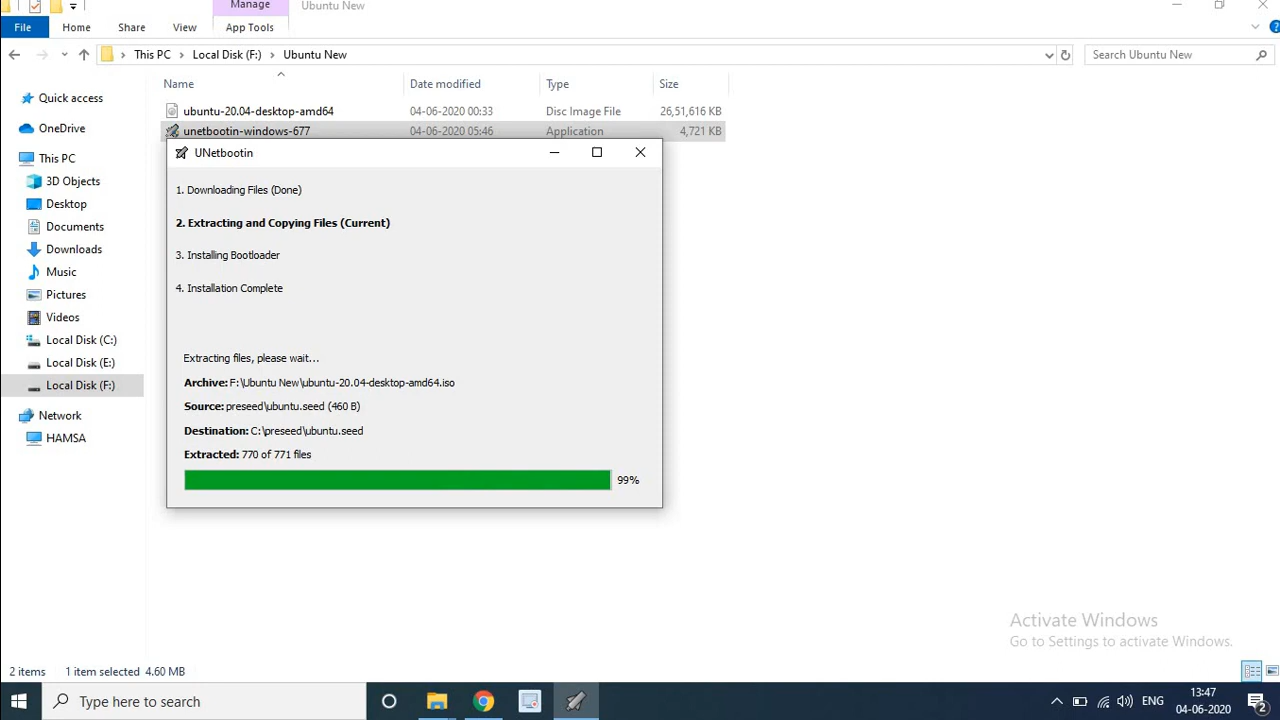 Manage
Ubuntu New
File
Home
Share
View
App Tools
This PC
Local Disk (F:)
Ubuntu New
Search Ubuntu New
Name
Date modified
Type
Size
Quick access
OneDrive
This PC
3D Objects
Desktop
Documents
Downloads
Music
Pictures
Videos
Local Disk (C:)
Local Disk (E:)
Local Disk (F:)
Network
HAMSA
ubuntu-20.04-desktop-amd64 04-06-2020 00:33 Disc Image File 26,51,616 KB
unetbootin-windows-677 04-06-2020 05:46 Application 4,721 KB
UNetbootin
1. Downloading Files (Done)
2. Extracting and Copying Files (Current)
3. Installing Bootloader
4. Installation Complete
Extracting files, please wait...
Archive: F:\Ubuntu New\ubuntu-20.04-desktop-amd64.iso
Source: preseed\ubuntu.seed (460 B)
Destination: C:\preseed\ubuntu.seed
Extracted: 770 of 771 files
99%
Activate Windows
Go to Settings to activate Windows.
2 items 1 item selected 4.60 MB
Type here to search
ENG
13:47
04-06-2020
2